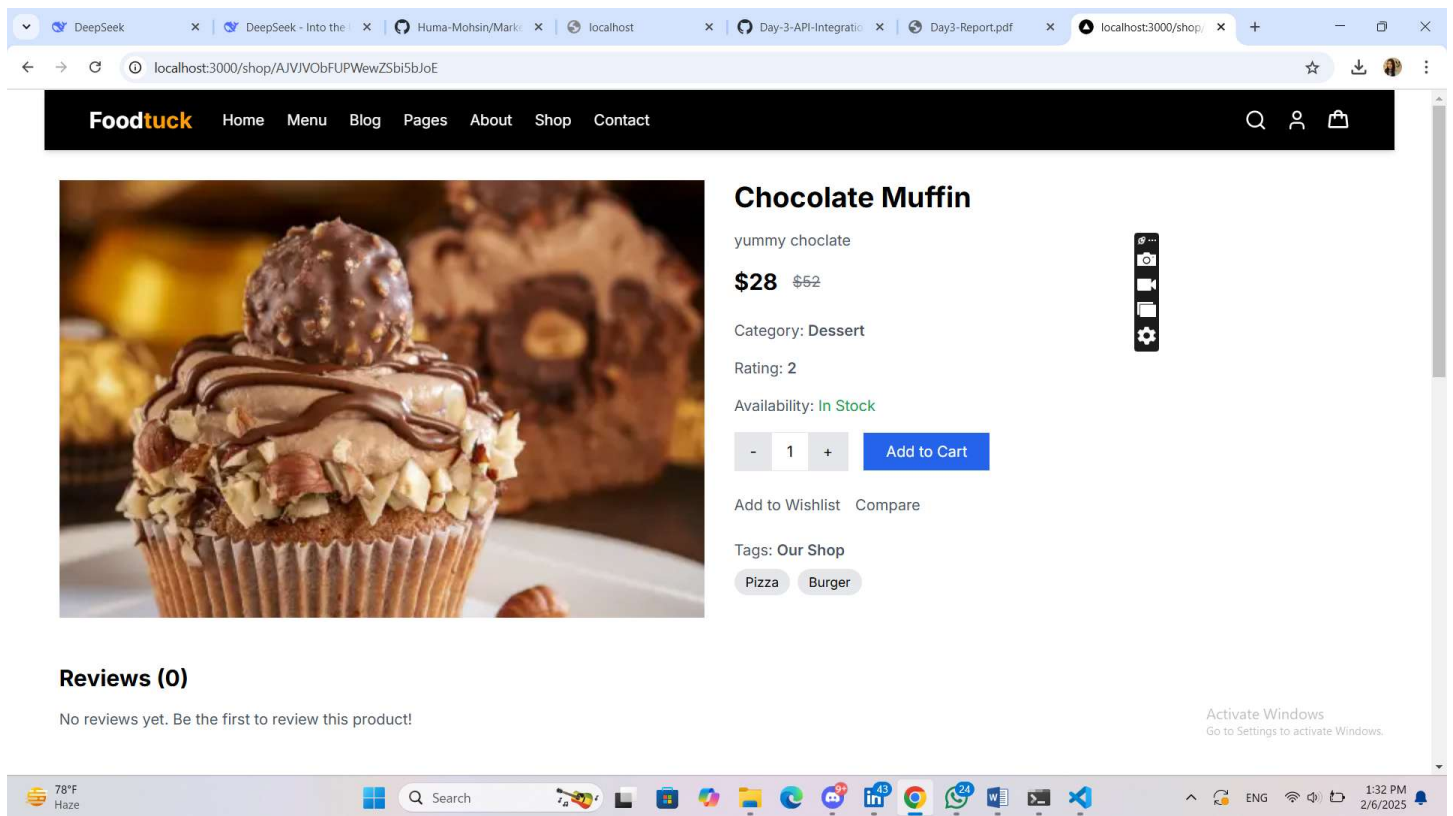 DeepSeek
DeepSeek - Into the
Huma-Mohsin/Marke
localhost
Day-3-API-Integratio
Day3-Report.pdf
localhost:3000/shop/
localhost:3000/shop/AJVJVObFUPWewZSbi5bJoE
Foodtuck Home Menu Blog Pages About Shop Contact
Chocolate Muffin
yummy choclate
$28 $52
Category: Dessert
Rating: 2
Availability: In Stock
- 1 + Add to Cart
Add to Wishlist Compare
Tags: Our Shop
Pizza Burger
Reviews (0)
No reviews yet. Be the first to review this product!
Activate Windows
Go to Settings to activate Windows.
78°F
Haze
Search
9+
43
24
ENG
1:32 PM
2/6/2025